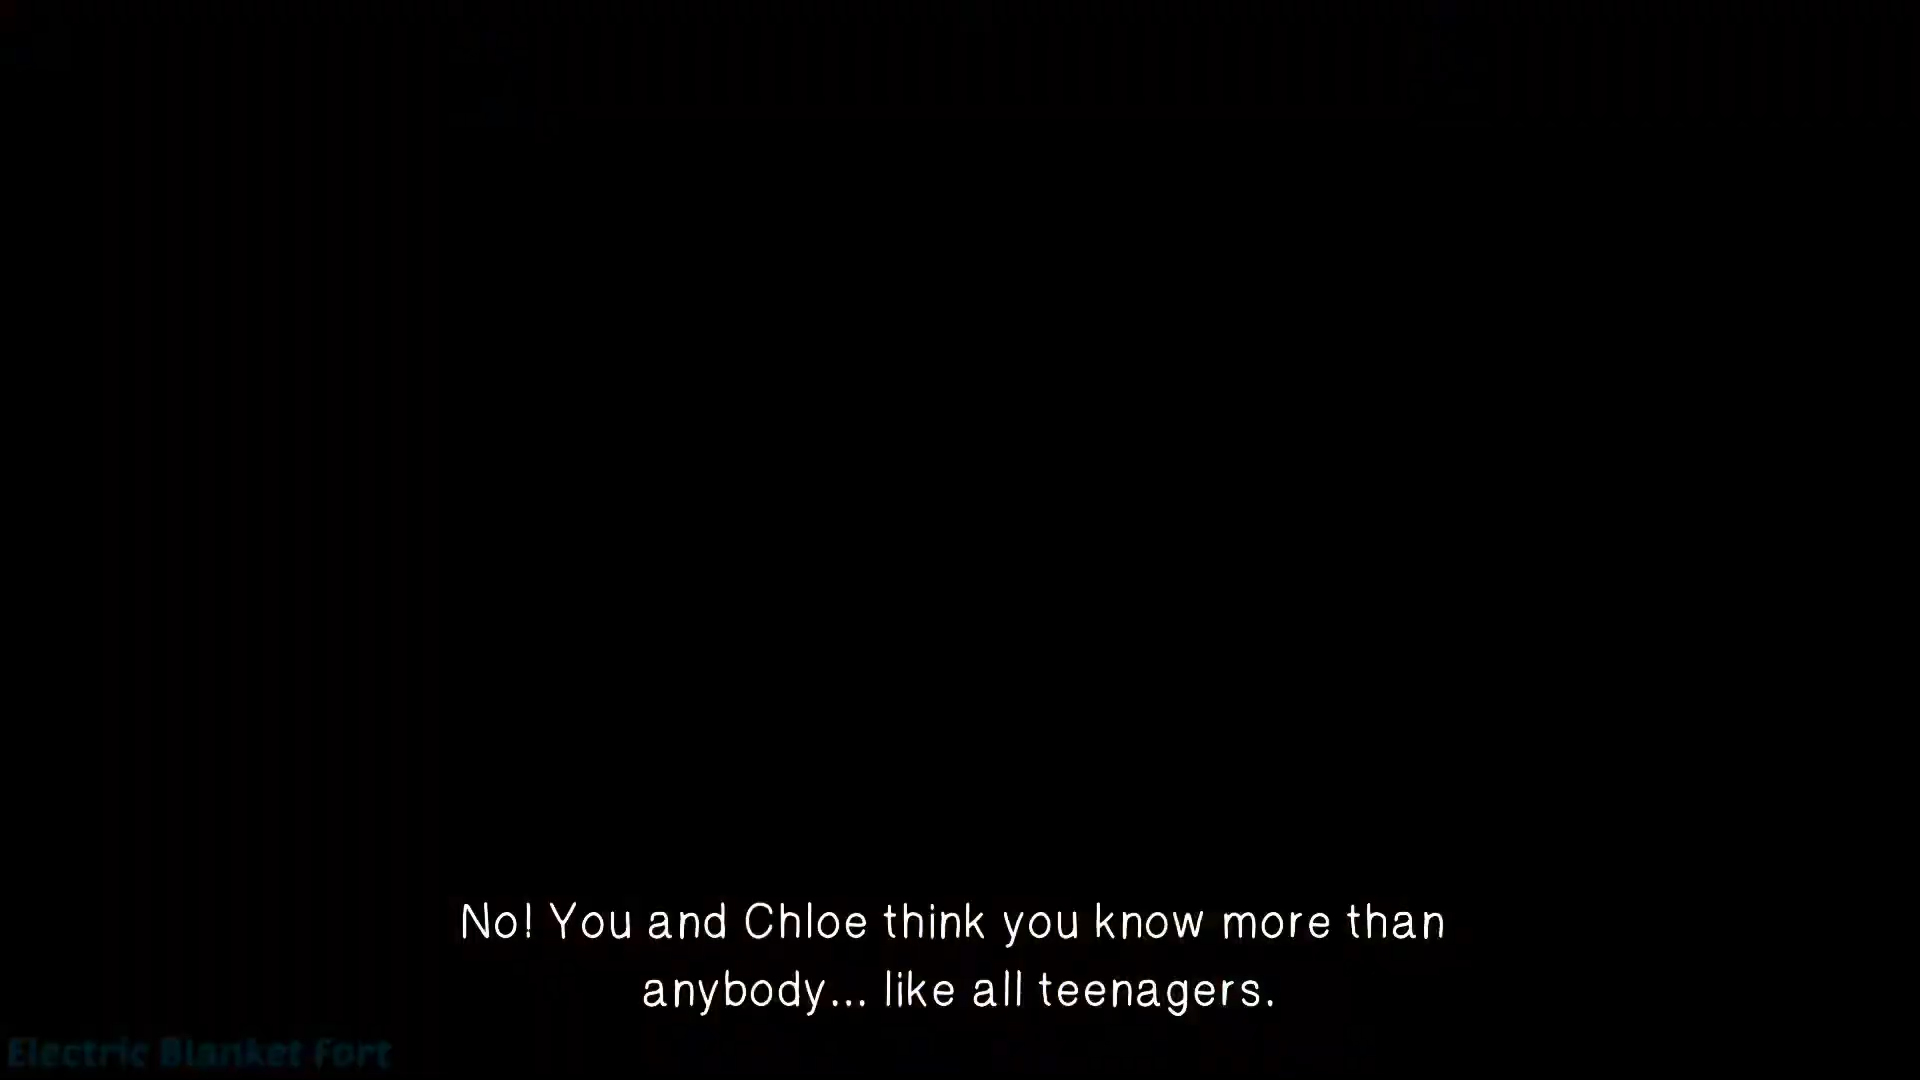 No! You and Chloe think you know more than
anybody... like all teenagers.
Electric Blanket Fort